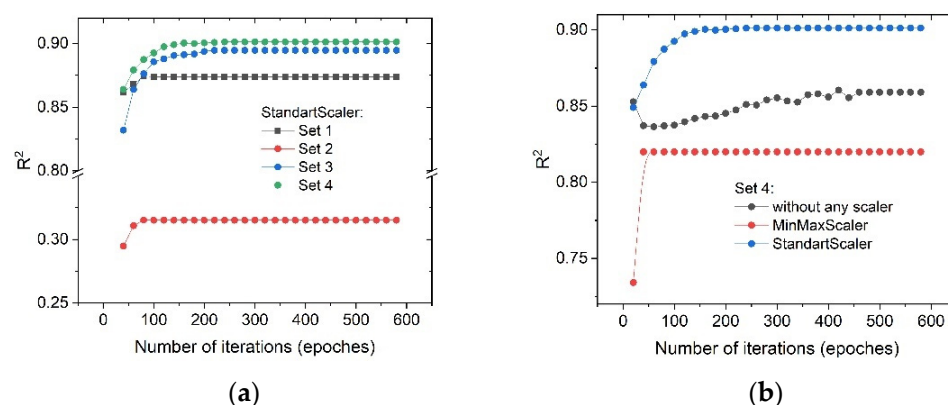 0.90
0.85
0.80
0.30
0.25
R²
StandartScaler:
Set 1
Set 2
Set 3
Set 4
0 100 200 300 400 500 600
Number of iterations (epoches)
(a)
0.90
0.85
0.80
0.75
R²
Set 4:
without any scaler
MinMaxScaler
StandartScaler
0 100 200 300 400 500 600
Number of iterations (epoches)
(b)